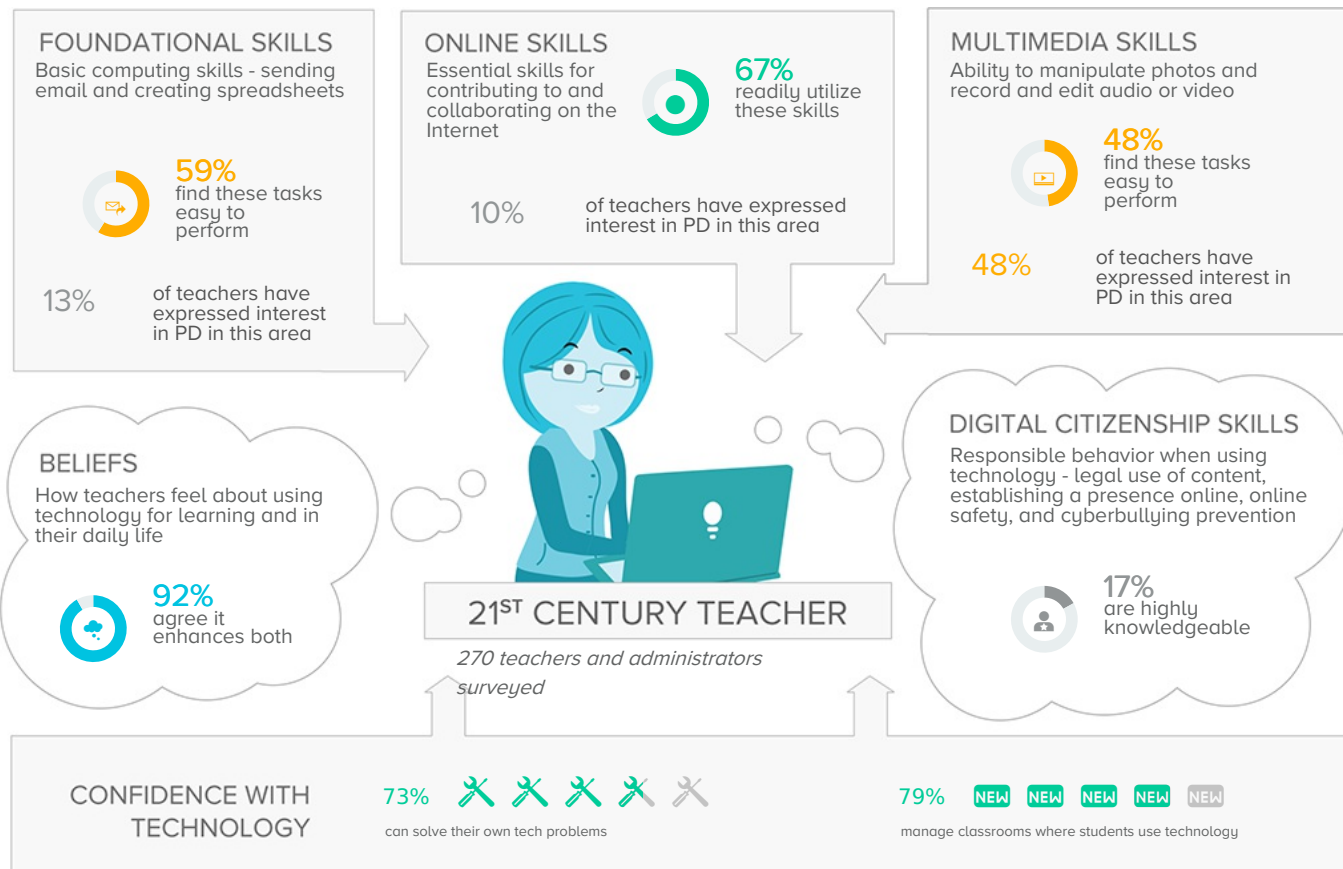 FOUNDATIONAL SKILLS
Basic computing skills - sending
email and creating spreadsheets
59%
find these tasks
easy to
perform
13%
of teachers have
expressed interest
in PD in this area
ONLINE SKILLS
Essential skills for
contributing to and
collaborating on the
Internet
67%
readily utilize
these skills
10%
of teachers have expressed
interest in PD in this area
MULTIMEDIA SKILLS
Ability to manipulate photos and
record and edit audio or video
48%
find these tasks
easy to
perform
48%
of teachers have
expressed interest in
PD in this area
BELIEFS
How teachers feel about using
technology for learning and in
their daily life
92%
agree it
enhances both
DIGITAL CITIZENSHIP SKILLS
Responsible behavior when using
technology - legal use of content,
establishing a presence online, online
safety, and cyberbullying prevention
17%
are highly
knowledgeable
21ST CENTURY TEACHER
270 teachers and administrators
surveyed
CONFIDENCE WITH
TECHNOLOGY
73%
can solve their own tech problems
79% NEW NEW NEW NEW NEW
manage classrooms where students use technology